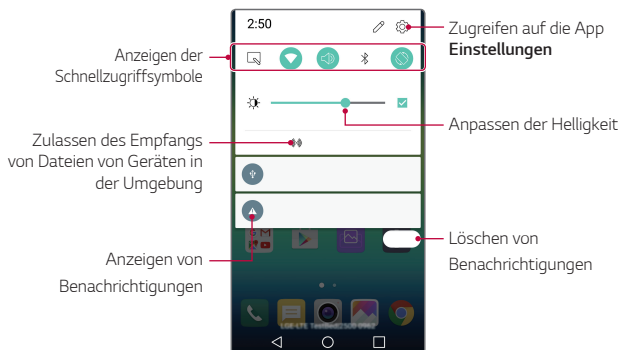 2:50
Zugreifen auf die App
Einstellungen
Anzeigen der
Schnellzugriffsymbole
Anpassen der Helligkeit
Zulassen des Empfangs
von Dateien von Geräten in
der Umgebung
Löschen von
Benachrichtigungen
Anzeigen von
Benachrichtigungen